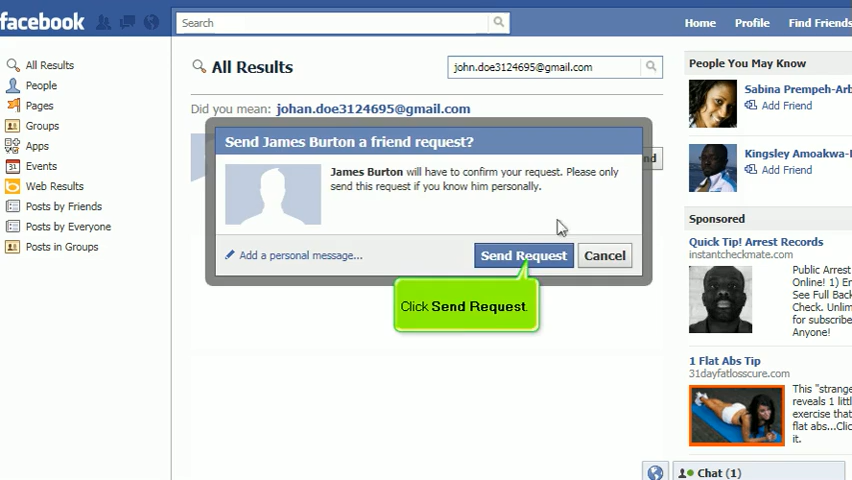 facebook
Search
Home Profile Find Friends
All Results
People
Pages
Groups
Apps
Events
Web Results
Posts by Friends
Posts by Everyone
Posts in Groups
All Results
john.doe3124695@gmail.com
Did you mean: johan.doe3124695@gmail.com
Send James Burton a friend request?
James Burton will have to confirm your request. Please only
send this request if you know him personally.
Add a personal message...
Send Request
Cancel
Click Send Request.
People You May Know
Sabina Prempeh-Arb
Add Friend
Kingsley Amoakwa-
Add Friend
Sponsored
Quick Tip! Arrest Records
instantcheckmate.com
Public Arrest
Online! 1) En
See Full Back
Check. Unlim
for subscribe
Anyone!
1 Flat Abs Tip
31dayfatlosscure.com
This "strange
reveals 1 littl
exercise that
flat abs...Clic
it.
Chat (1)